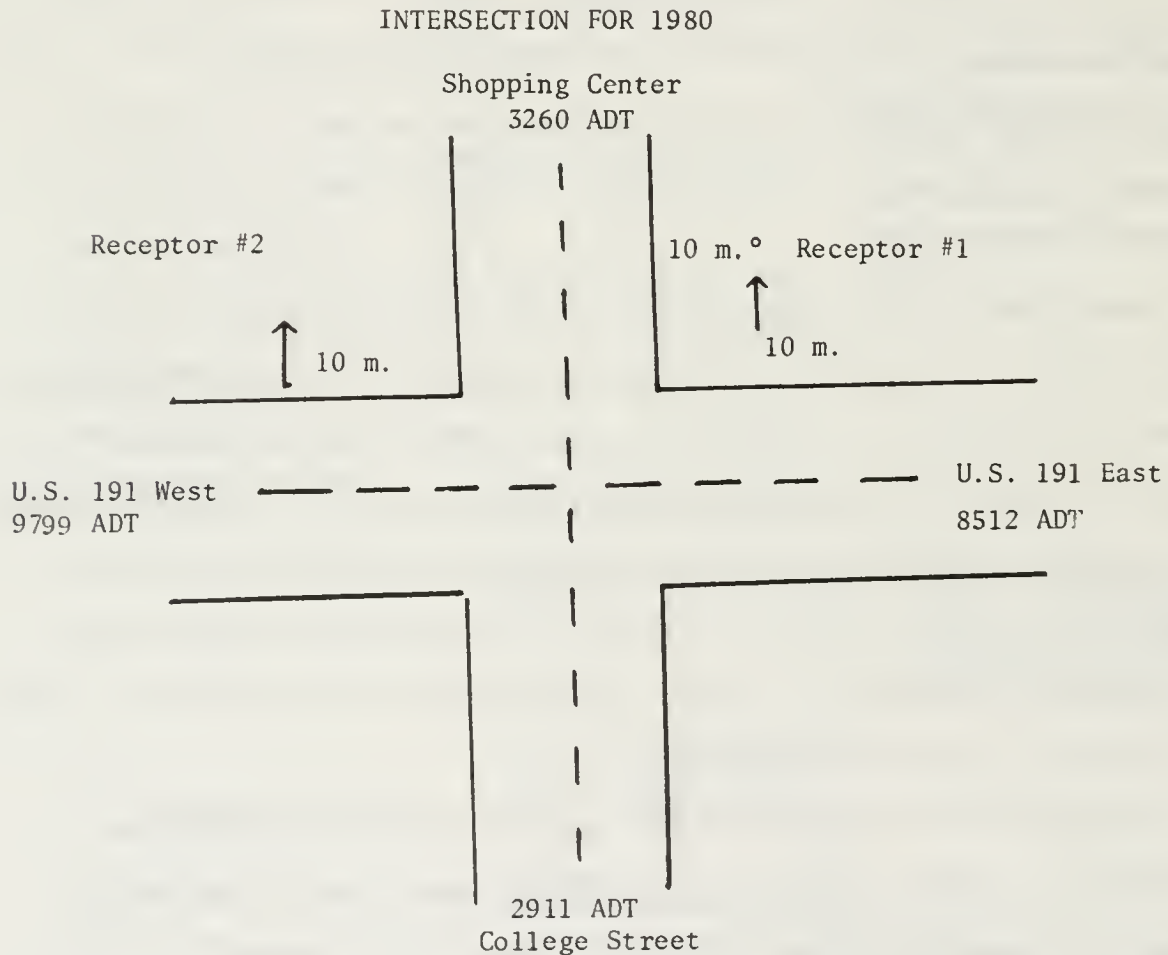 INTERSECTION FOR 1980
Shopping Center
3260 ADT
Receptor #2
10 m.° Receptor #1
10 m.
10 m.
U.S. 191 West
9799 ADT
U.S. 191 East
8512 ADT
2911 ADT
College Street